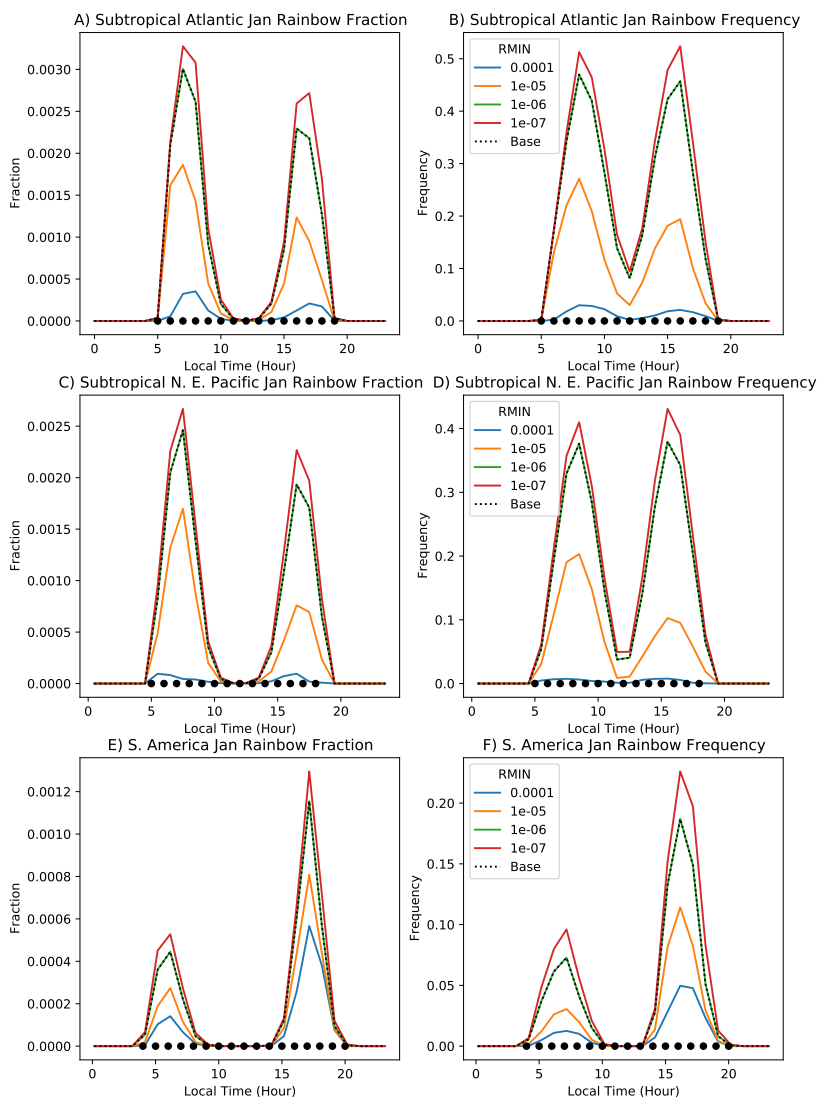 A) Subtropical Atlantic Jan Rainbow Fraction
0.0030
0.0025
0.0020
0.0015
0.0010
0.0005
0.0000
Fraction
0 5 10 15 20
Local Time (Hour)
B) Subtropical Atlantic Jan Rainbow Frequency
0.5
0.4
0.3
0.2
0.1
0.0
Frequency
RMIN
0.0001
1e-05
1e-06
1e-07
Base
0 5 10 15 20
Local Time (Hour)
C) Subtropical N. E. Pacific Jan Rainbow Fraction
0.0025
0.0020
0.0015
0.0010
0.0005
0.0000
Fraction
0 5 10 15 20
Local Time (Hour)
D) Subtropical N. E. Pacific Jan Rainbow Frequency
0.4
0.3
0.2
0.1
0.0
Frequency
RMIN
0.0001
1e-05
1e-06
1e-07
Base
0 5 10 15 20
Local Time (Hour)
E) S. America Jan Rainbow Fraction
0.0012
0.0010
0.0008
0.0006
0.0004
0.0002
0.0000
Fraction
0 5 10 15 20
Local Time (Hour)
F) S. America Jan Rainbow Frequency
0.20
0.15
0.10
0.05
0.00
Frequency
RMIN
0.0001
1e-05
1e-06
1e-07
Base
0 5 10 15 20
Local Time (Hour)